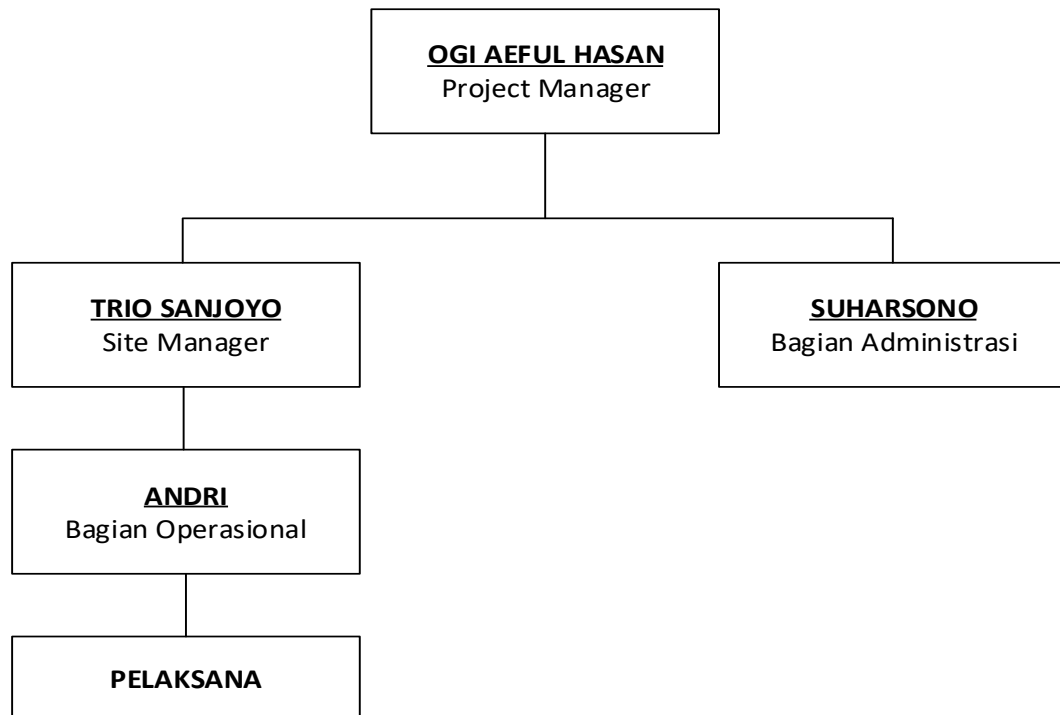 OGI AEFUL HASAN
Project Manager
TRIO SANJOYO
Site Manager
SUHARSONO
Bagian Administrasi
ANDRI
Bagian Operasional
PELAKSANA